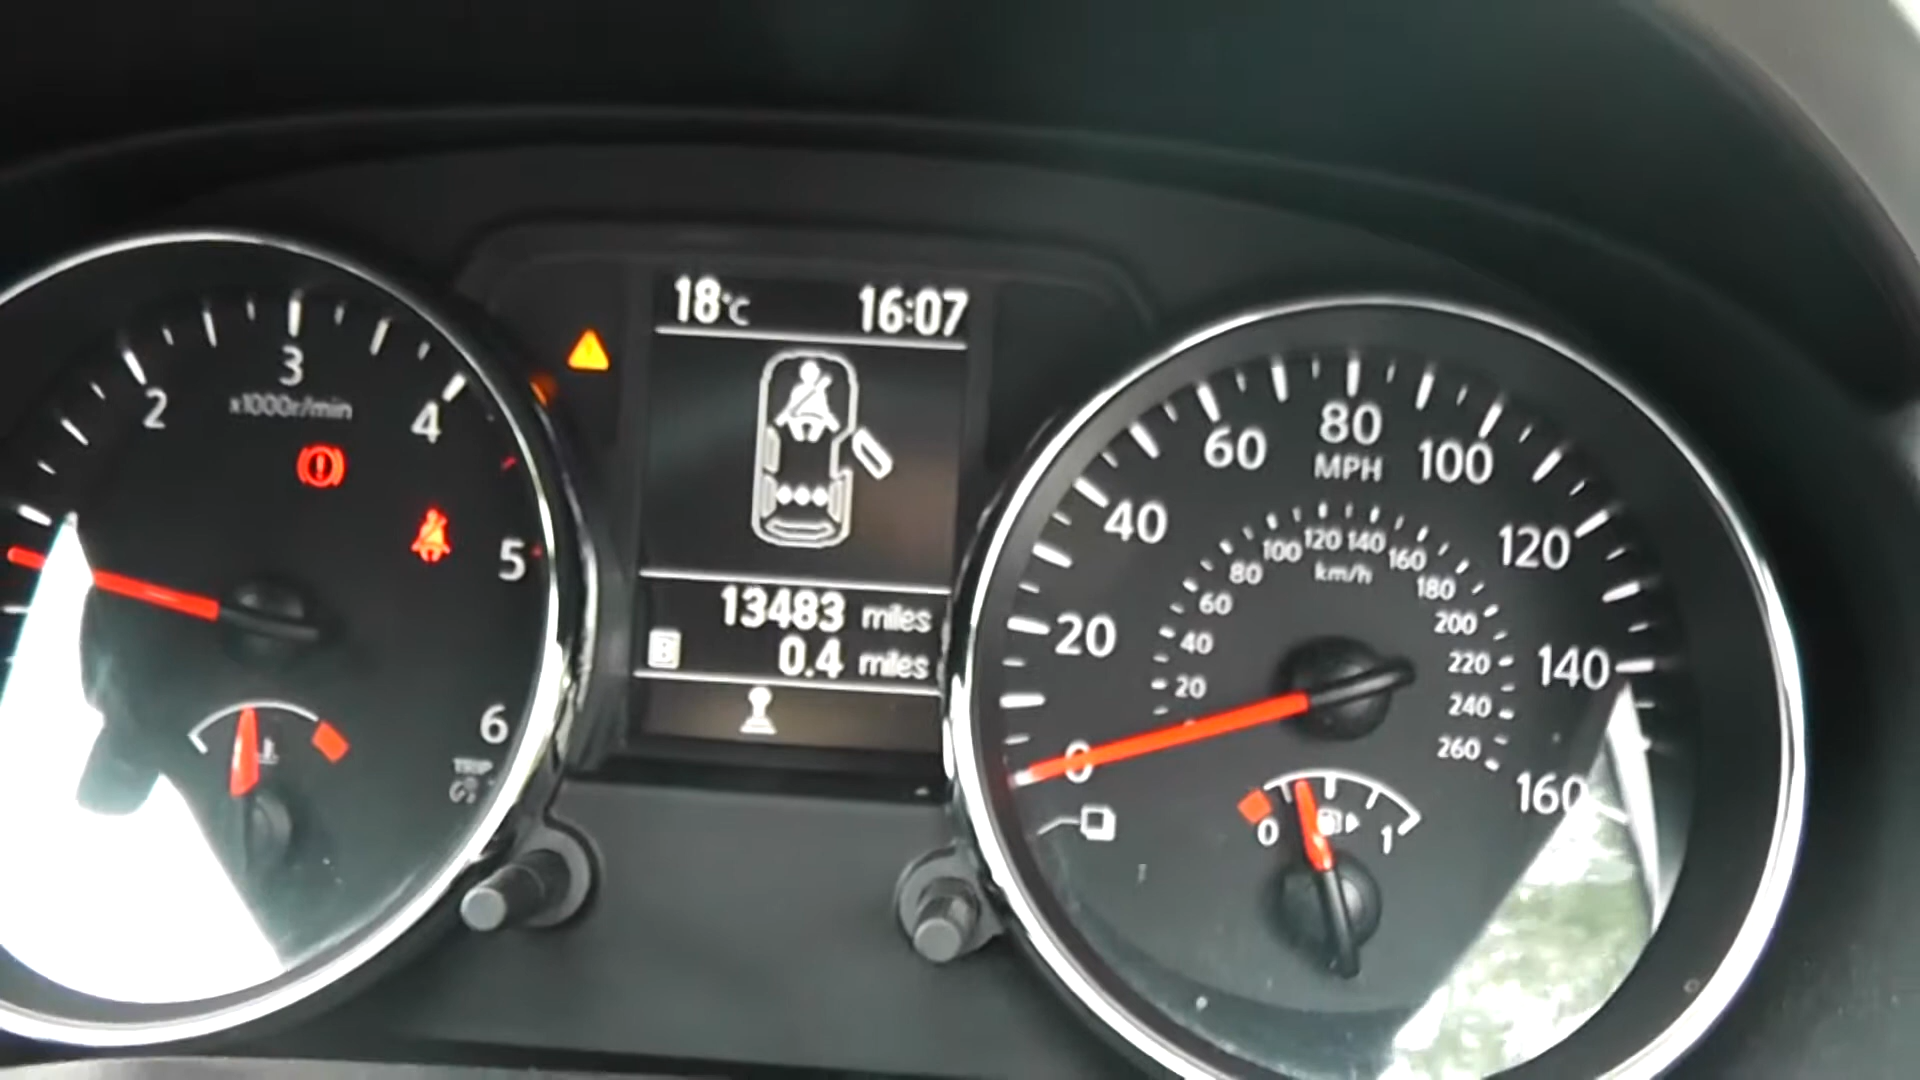 18°C 16:07
2 3 4 5 6
x1000r/min
TRIP
13483 miles
B 0.4 miles
0 20 40 60 80 100 120 140 160
MPH
20 40 60 80 100 120 140 160 180 200 220 240 260
km/h
0 1